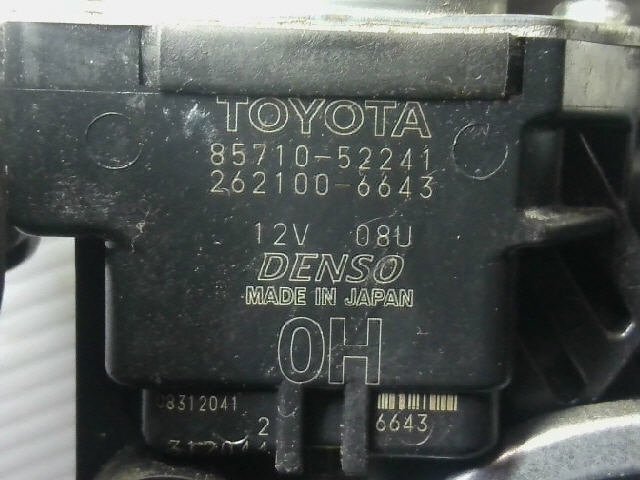 TOYOTA
85710-52241
262100-6643
12V 08U
DENSO
MADE IN JAPAN
0H
08312041
2
6643